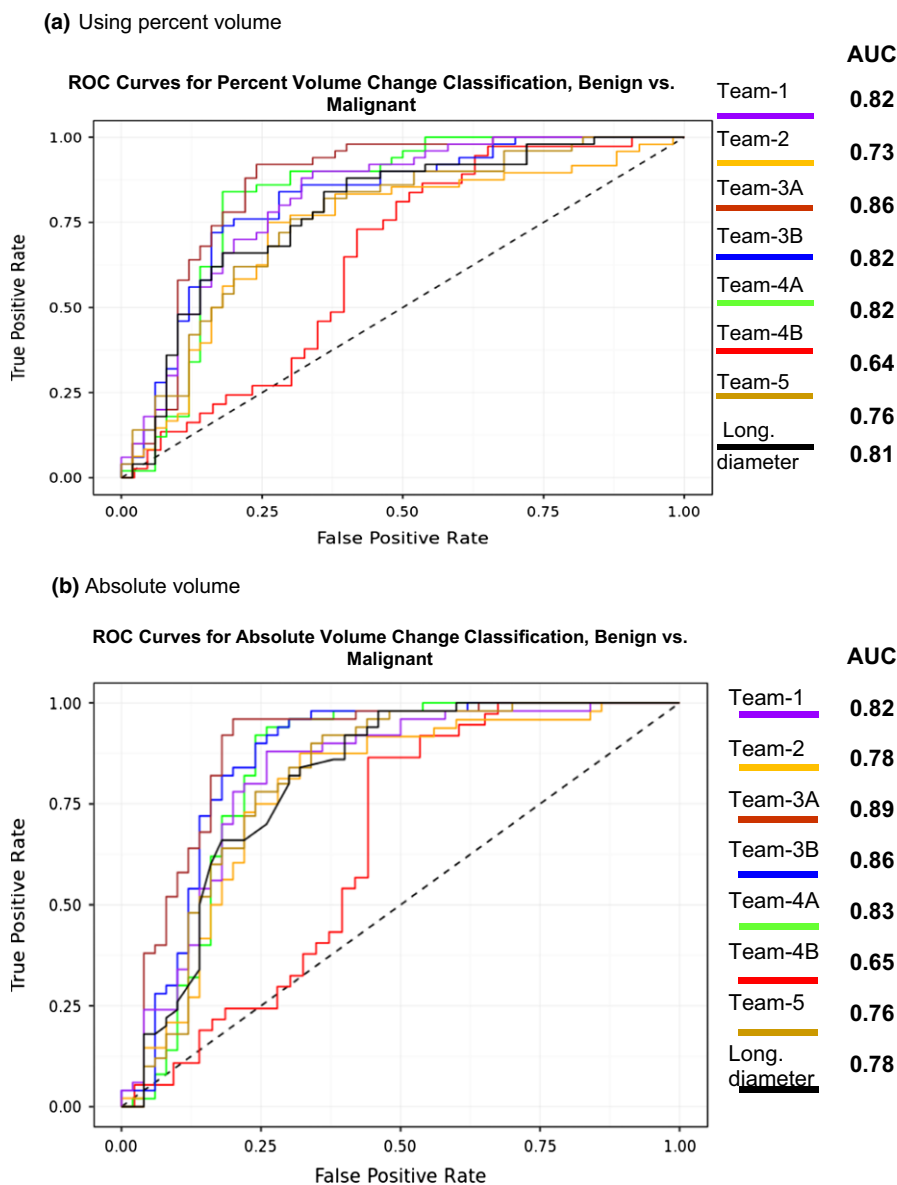 (a) Using percent volume
AUC
ROC Curves for Percent Volume Change Classification, Benign vs.
Malignant
Team-1
0.82
Team-2
0.73
Team-3A
0.86
Team-3B
0.82
Team-4A
0.82
Team-4B
0.64
Team-5
0.76
Long.
diameter
0.81
True Positive Rate
1.00
0.75
0.50
0.25
0.00
0.00 0.25 0.50 0.75 1.00
False Positive Rate
(b) Absolute volume
ROC Curves for Absolute Volume Change Classification, Benign vs.
Malignant
AUC
Team-1
0.82
Team-2
0.78
Team-3A
0.89
Team-3B
0.86
Team-4A
0.83
Team-4B
0.65
Team-5
0.76
Long.
diameter
0.78
True Positive Rate
1.00
0.75
0.50
0.25
0.00
0.00 0.25 0.50 0.75 1.00
False Positive Rate